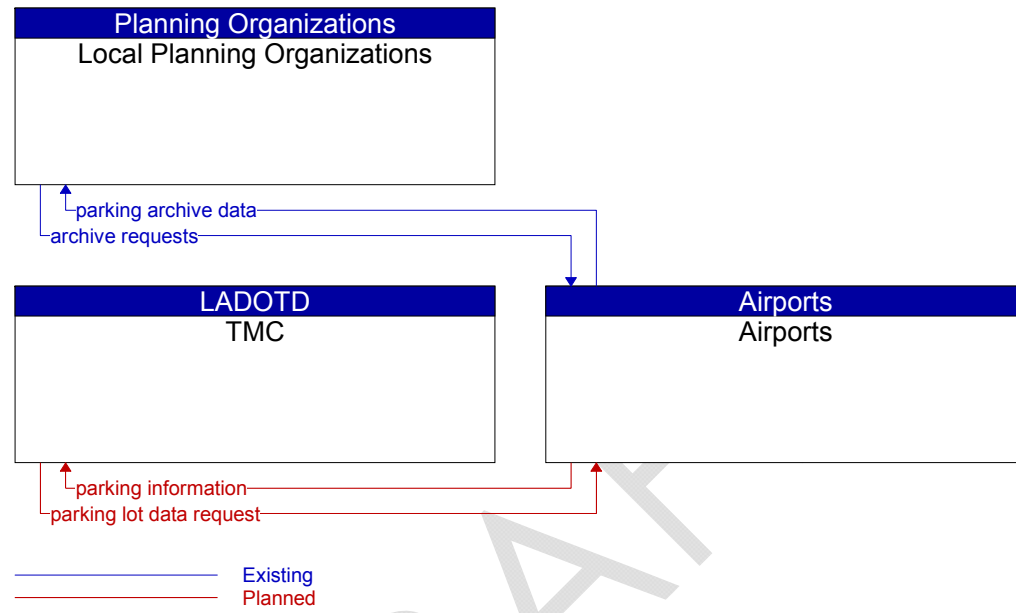 Planning Organizations
Local Planning Organizations
parking archive data
archive requests
LADOTD
TMC
Airports
Airports
parking information
parking lot data request
Existing
Planned